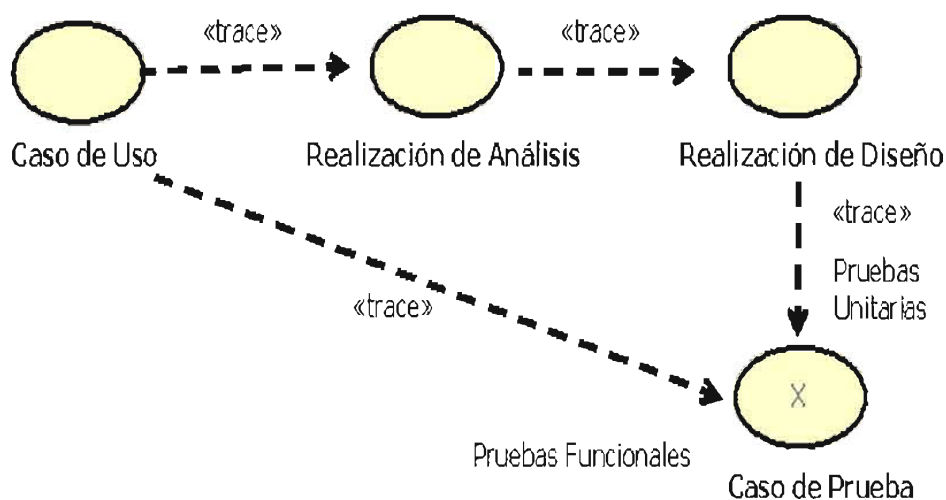 «trace»
«trace»
Caso de Uso
Realización de Análisis
Realización de Diseño
«trace»
Pruebas
Unitarias
«trace»
X
Pruebas Funcionales
Caso de Prueba